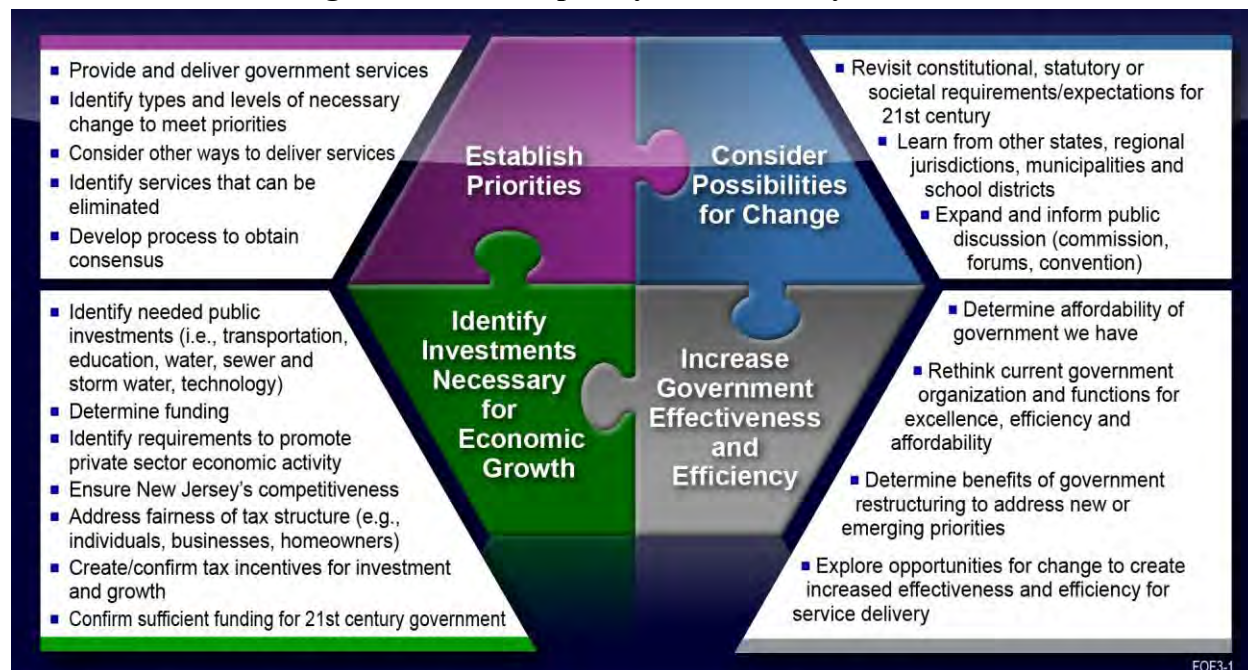 ■ Provide and deliver government services
■ Identify types and levels of necessary
change to meet priorities
■ Consider other ways to deliver services
■ Identify services that can be
eliminated
■ Develop process to obtain
consensus
Establish
Priorities
Consider
Possibilities
for Change
■ Revisit constitutional, statutory or
societal requirements/expectations for
21st century
■ Learn from other states, regional
jurisdictions, municipalities and
school districts
■ Expand and inform public
discussion (commission,
forums, convention)
■ Identify needed public
investments (i.e., transportation,
education, water, sewer and
storm water, technology)
■ Determine funding
■ Identify requirements to promote
private sector economic activity
■ Ensure New Jersey's competitiveness
■ Address fairness of tax structure (e.g.,
individuals, businesses, homeowners)
■ Create/confirm tax incentives for investment
and growth
■ Confirm sufficient funding for 21st century government
Identify
Investments
Necessary
for
Economic
Growth
Increase
Government
Effectiveness
and
Efficiency
■ Determine affordability of
government we have
■ Rethink current government
organization and functions for
excellence, efficiency and
affordability
■ Determine benefits of government
restructuring to address new or
emerging priorities
■ Explore opportunities for change to create
increased effectiveness and efficiency for
service delivery
FOF3-1